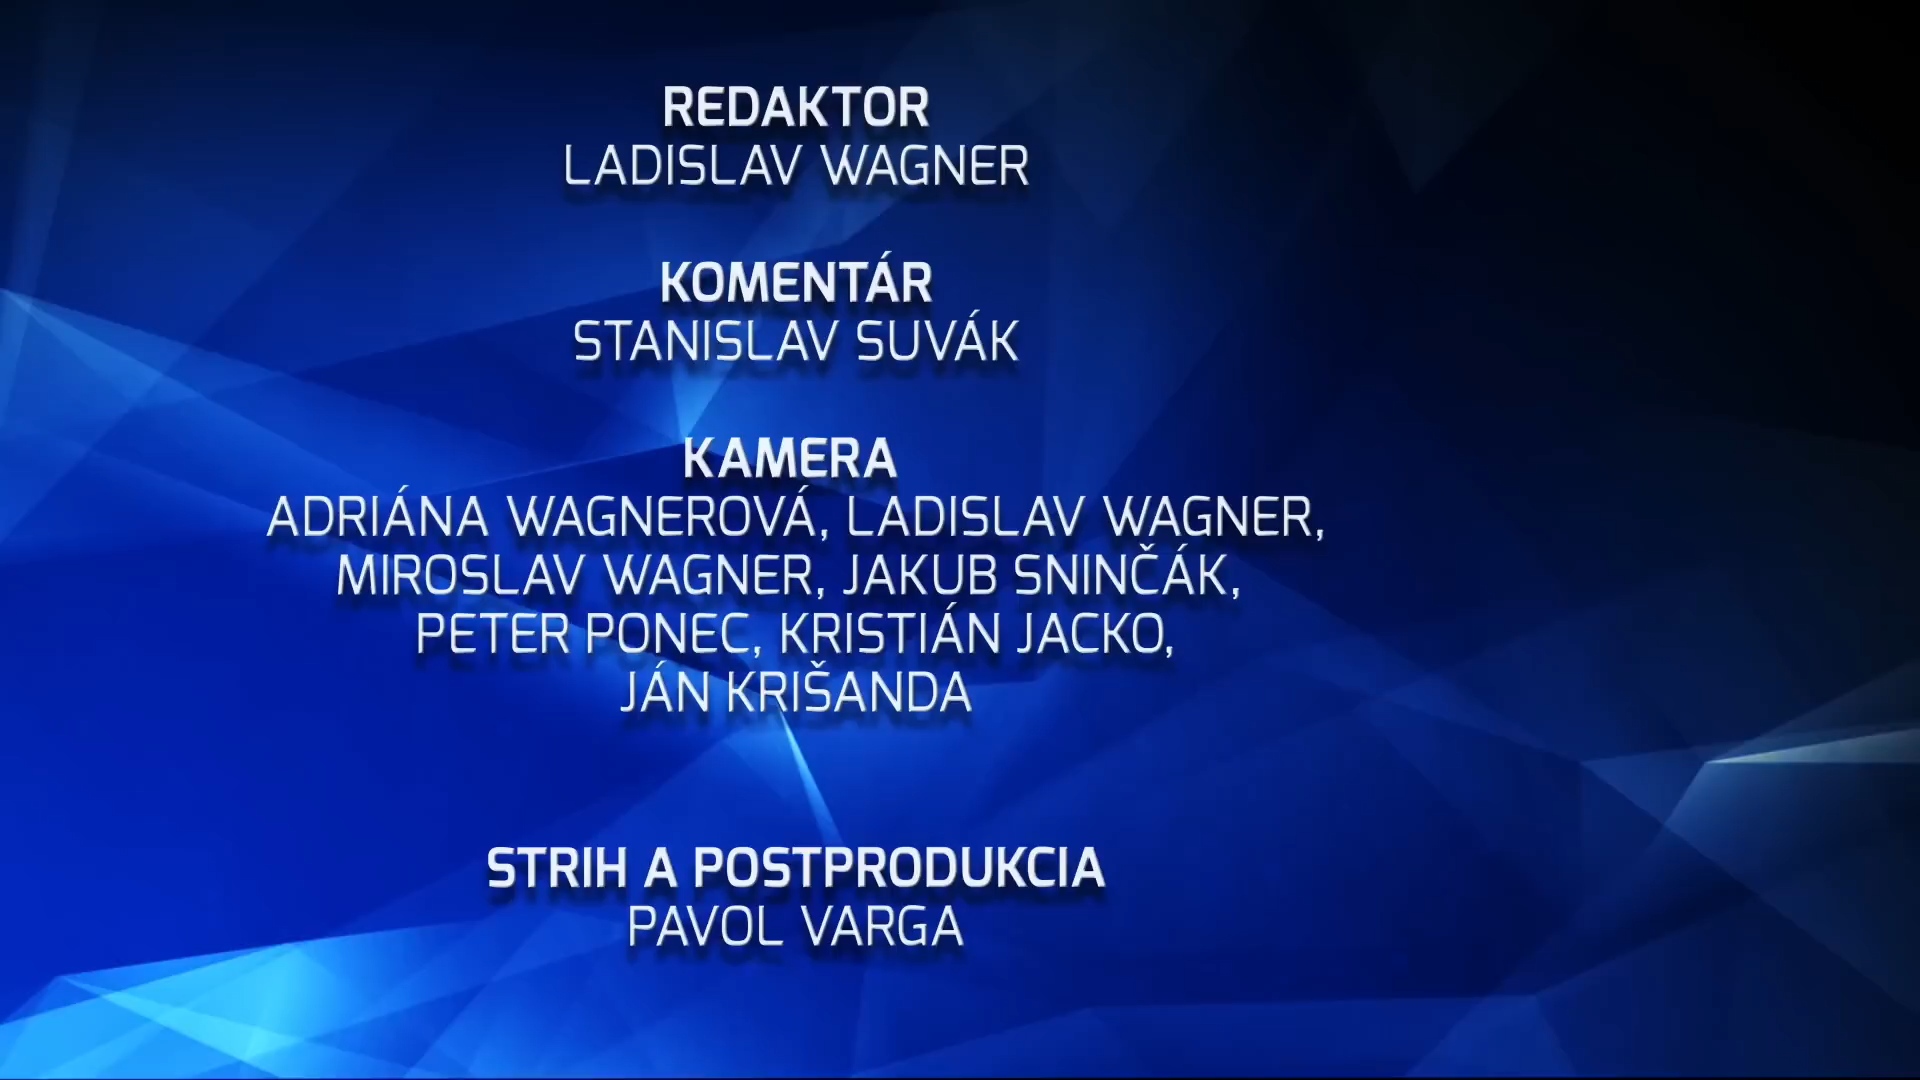 REDAKTOR
LADISLAV WAGNER
KOMENTÁR
STANISLAV SUVÁK
KAMERA
ADRIÁNA WAGNEROVÁ, LADISLAV WAGNER,
MIROSLAV WAGNER, JAKUB SNINČÁK,
PETER PONEC, KRISTIÁN JACKO,
JÁN KRIŠANDA
STRIH A POSTPRODUKCIA
PAVOL VARGA